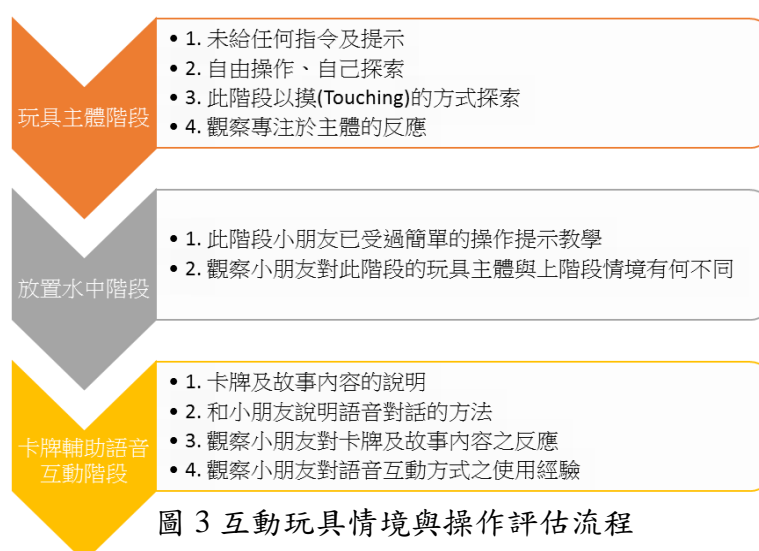 玩具主體階段
• 1. 未給任何指令及提示
• 2. 自由操作、自己探索
• 3. 此階段以摸(Touching)的方式探索
• 4. 觀察專注於主體的反應
放置水中階段
• 1. 此階段小朋友已受過簡單的操作提示教學
• 2. 觀察小朋友對此階段的玩具主體與上階段情境有何不同
卡牌輔助語音
互動階段
• 1. 卡牌及故事內容的說明
• 2. 和小朋友說明語音對話的方法
• 3. 觀察小朋友對卡牌及故事內容之反應
• 4. 觀察小朋友對語音互動方式之使用經驗
圖 3 互動玩具情境與操作評估流程